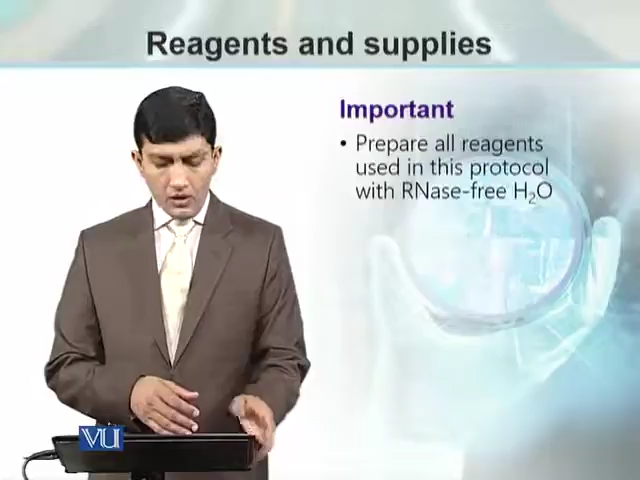 Reagents and supplies
Important
• Prepare all reagents
used in this protocol
with RNase-free H₂O
VU